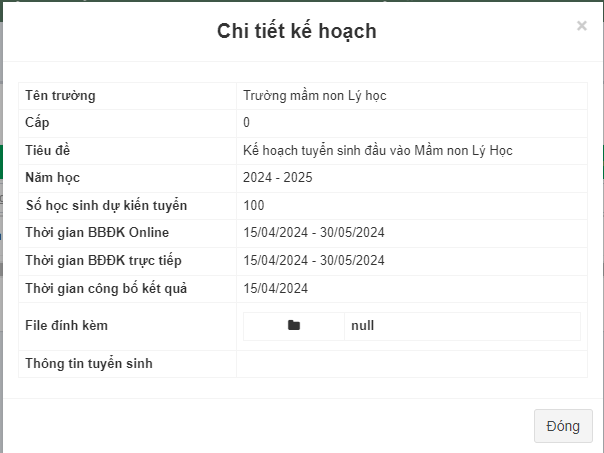 Chi tiết kế hoạch
×
Tên trường Trường mầm non Lý học
Cấp 0
Tiêu đề Kế hoạch tuyển sinh đầu vào Mầm non Lý Học
Năm học 2024 - 2025
Số học sinh dự kiến tuyển 100
Thời gian BBĐK Online 15/04/2024 - 30/05/2024
Thời gian BĐĐK trực tiếp 15/04/2024 - 30/05/2024
Thời gian công bố kết quả 15/04/2024
File đính kèm null
Thông tin tuyển sinh
Đóng